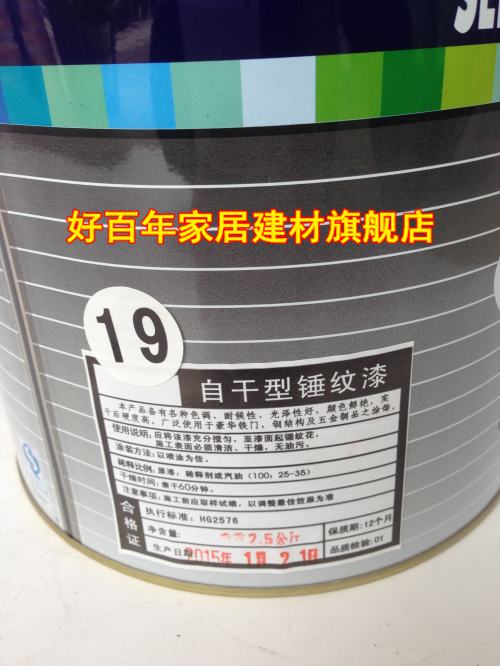 SE
好百年家居建材旗舰店
19
自干型锤纹漆
本产品备有各种色调、耐候性、光泽性好,颜色鲜艳,实
干后硬度高。广泛使用于豪华铁门,钢结构及五金制品之涂饰。
使用说明:应将该漆充分搅匀,至漆面起锤纹花。
施工表面必须清洁、干燥、无油污。
涂装方法:以喷涂为佳。
稀释比例:原漆:稀释剂或汽油(100:25-35)
干燥时间:表干60分钟。
注意事项:施工前应取样试喷,以调整最佳效果为准
合格证
执行标准:HG2576
净含量:
2.5公斤
保质期:12个月
生产日期
2015年 1月 21日
品质检验:01